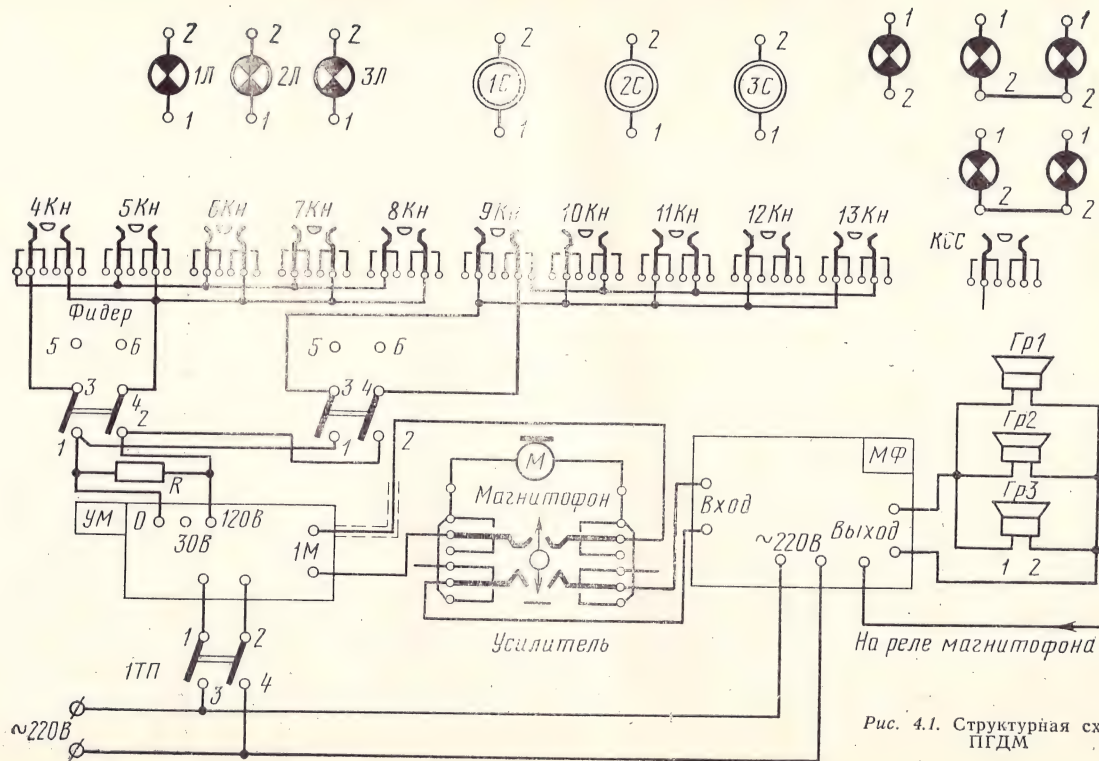 2 2 2 2 2 2 1 1 1
1Л 2Л 3Л 1С 2С 3С
1 1 1 1 1 1 2 2 2
1 1
2 2
4Кн 5Кн 6Кн 7Кн 8Кн 9Кн 10Кн 11Кн 12Кн 13Кн КСС
Фидер
5 6 5 6
3 4 3 4
1 2 1 2
R
УМ 0 30В 120В 1М
М
Магнитофон
Усилитель
МФ
Вход
~220В
Выход
Гр1
Гр2
Гр3
1 2
На реле магнитофона
1 2
1ТП
3 4
~220В
Рис. 4.1. Структурная сх
ПГДМ